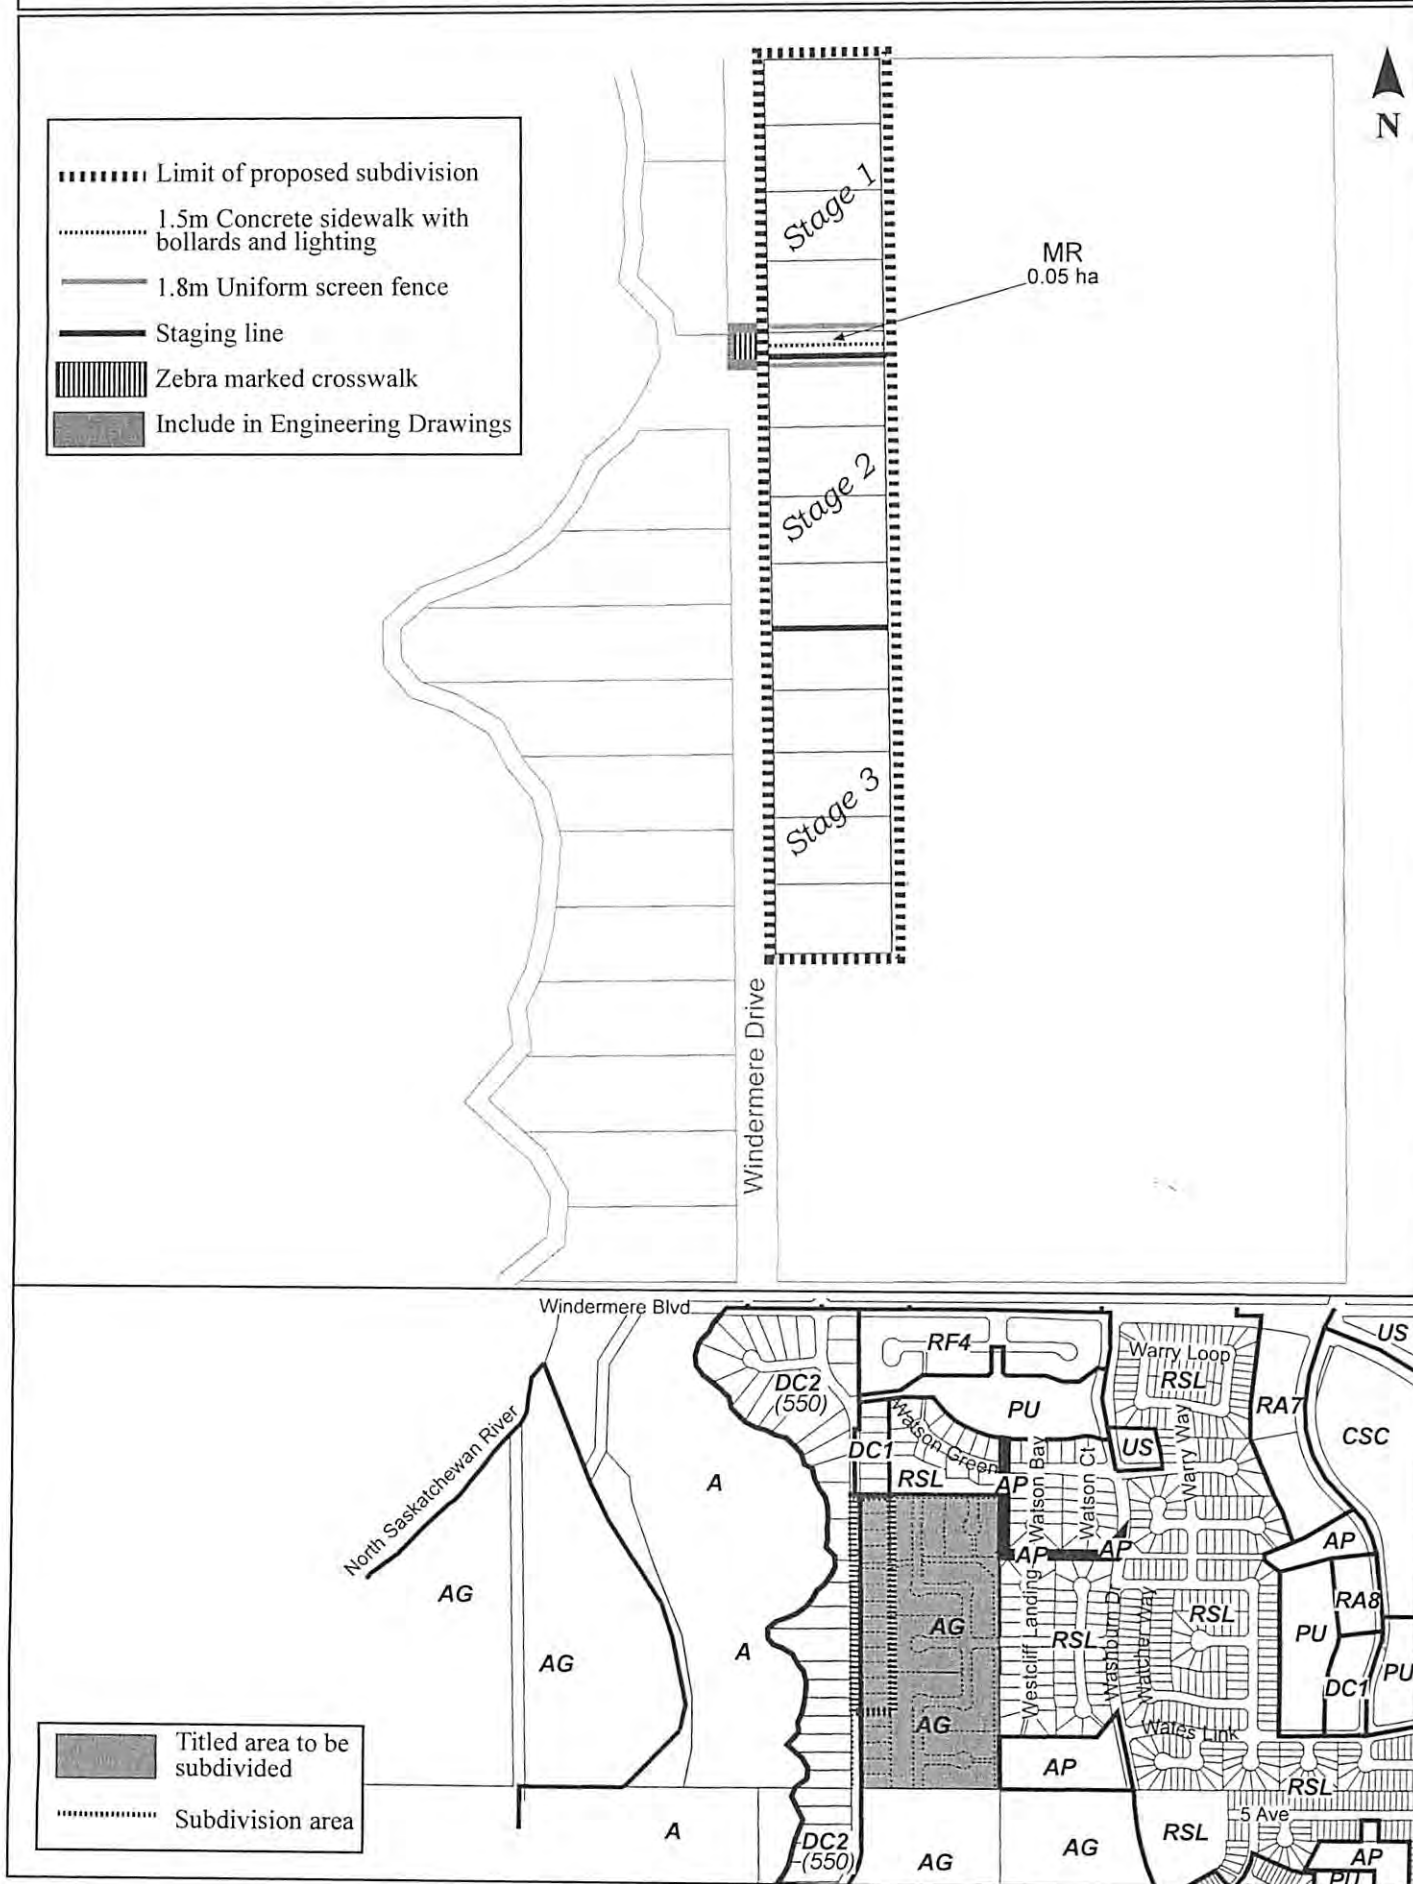 N
Limit of proposed subdivision
1.5m Concrete sidewalk with
bollards and lighting
1.8m Uniform screen fence
Staging line
Zebra marked crosswalk
Include in Engineering Drawings
Stage 1
MR
0.05 ha
Stage 2
Stage 3
Windermere Drive
Windermere Blvd
North Saskatchewan River
RF4
Warry Loop
RSL
US
DC2
(550)
PU
RA7
CSC
Watson Green
DC1
RSL
AP
Watson Bay
Watson Ct
US
Warry Way
A
AP
AP
AP
AG
AG
A
AG
AG
Westcliff Landing
RSL
Washburn Dr
Watcher Way
RSL
RA8
PU
DC1
PU
Wates Link
AP
RSL
5 Ave
Titled area to be
subdivided
Subdivision area
A
DC2
(550)
AG
AG
RSL
AP
PU